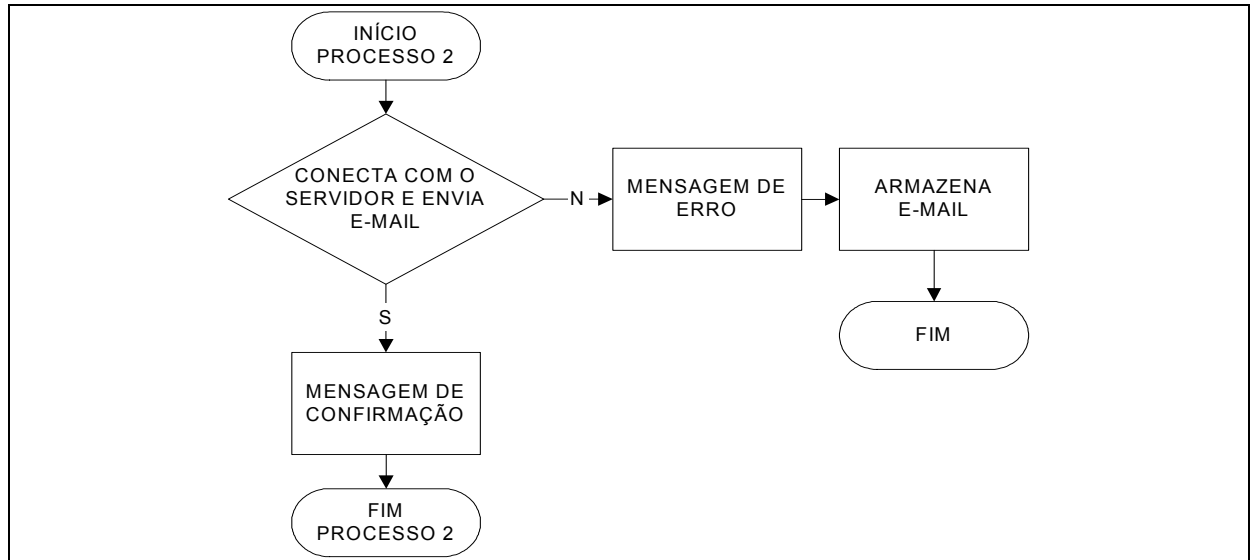 INÍCIO
PROCESSO 2
CONECTA COM O
SERVIDOR E ENVIA
E-MAIL
N
MENSAGEM DE
ERRO
ARMAZENA
E-MAIL
FIM
S
MENSAGEM DE
CONFIRMAÇÃO
FIM
PROCESSO 2